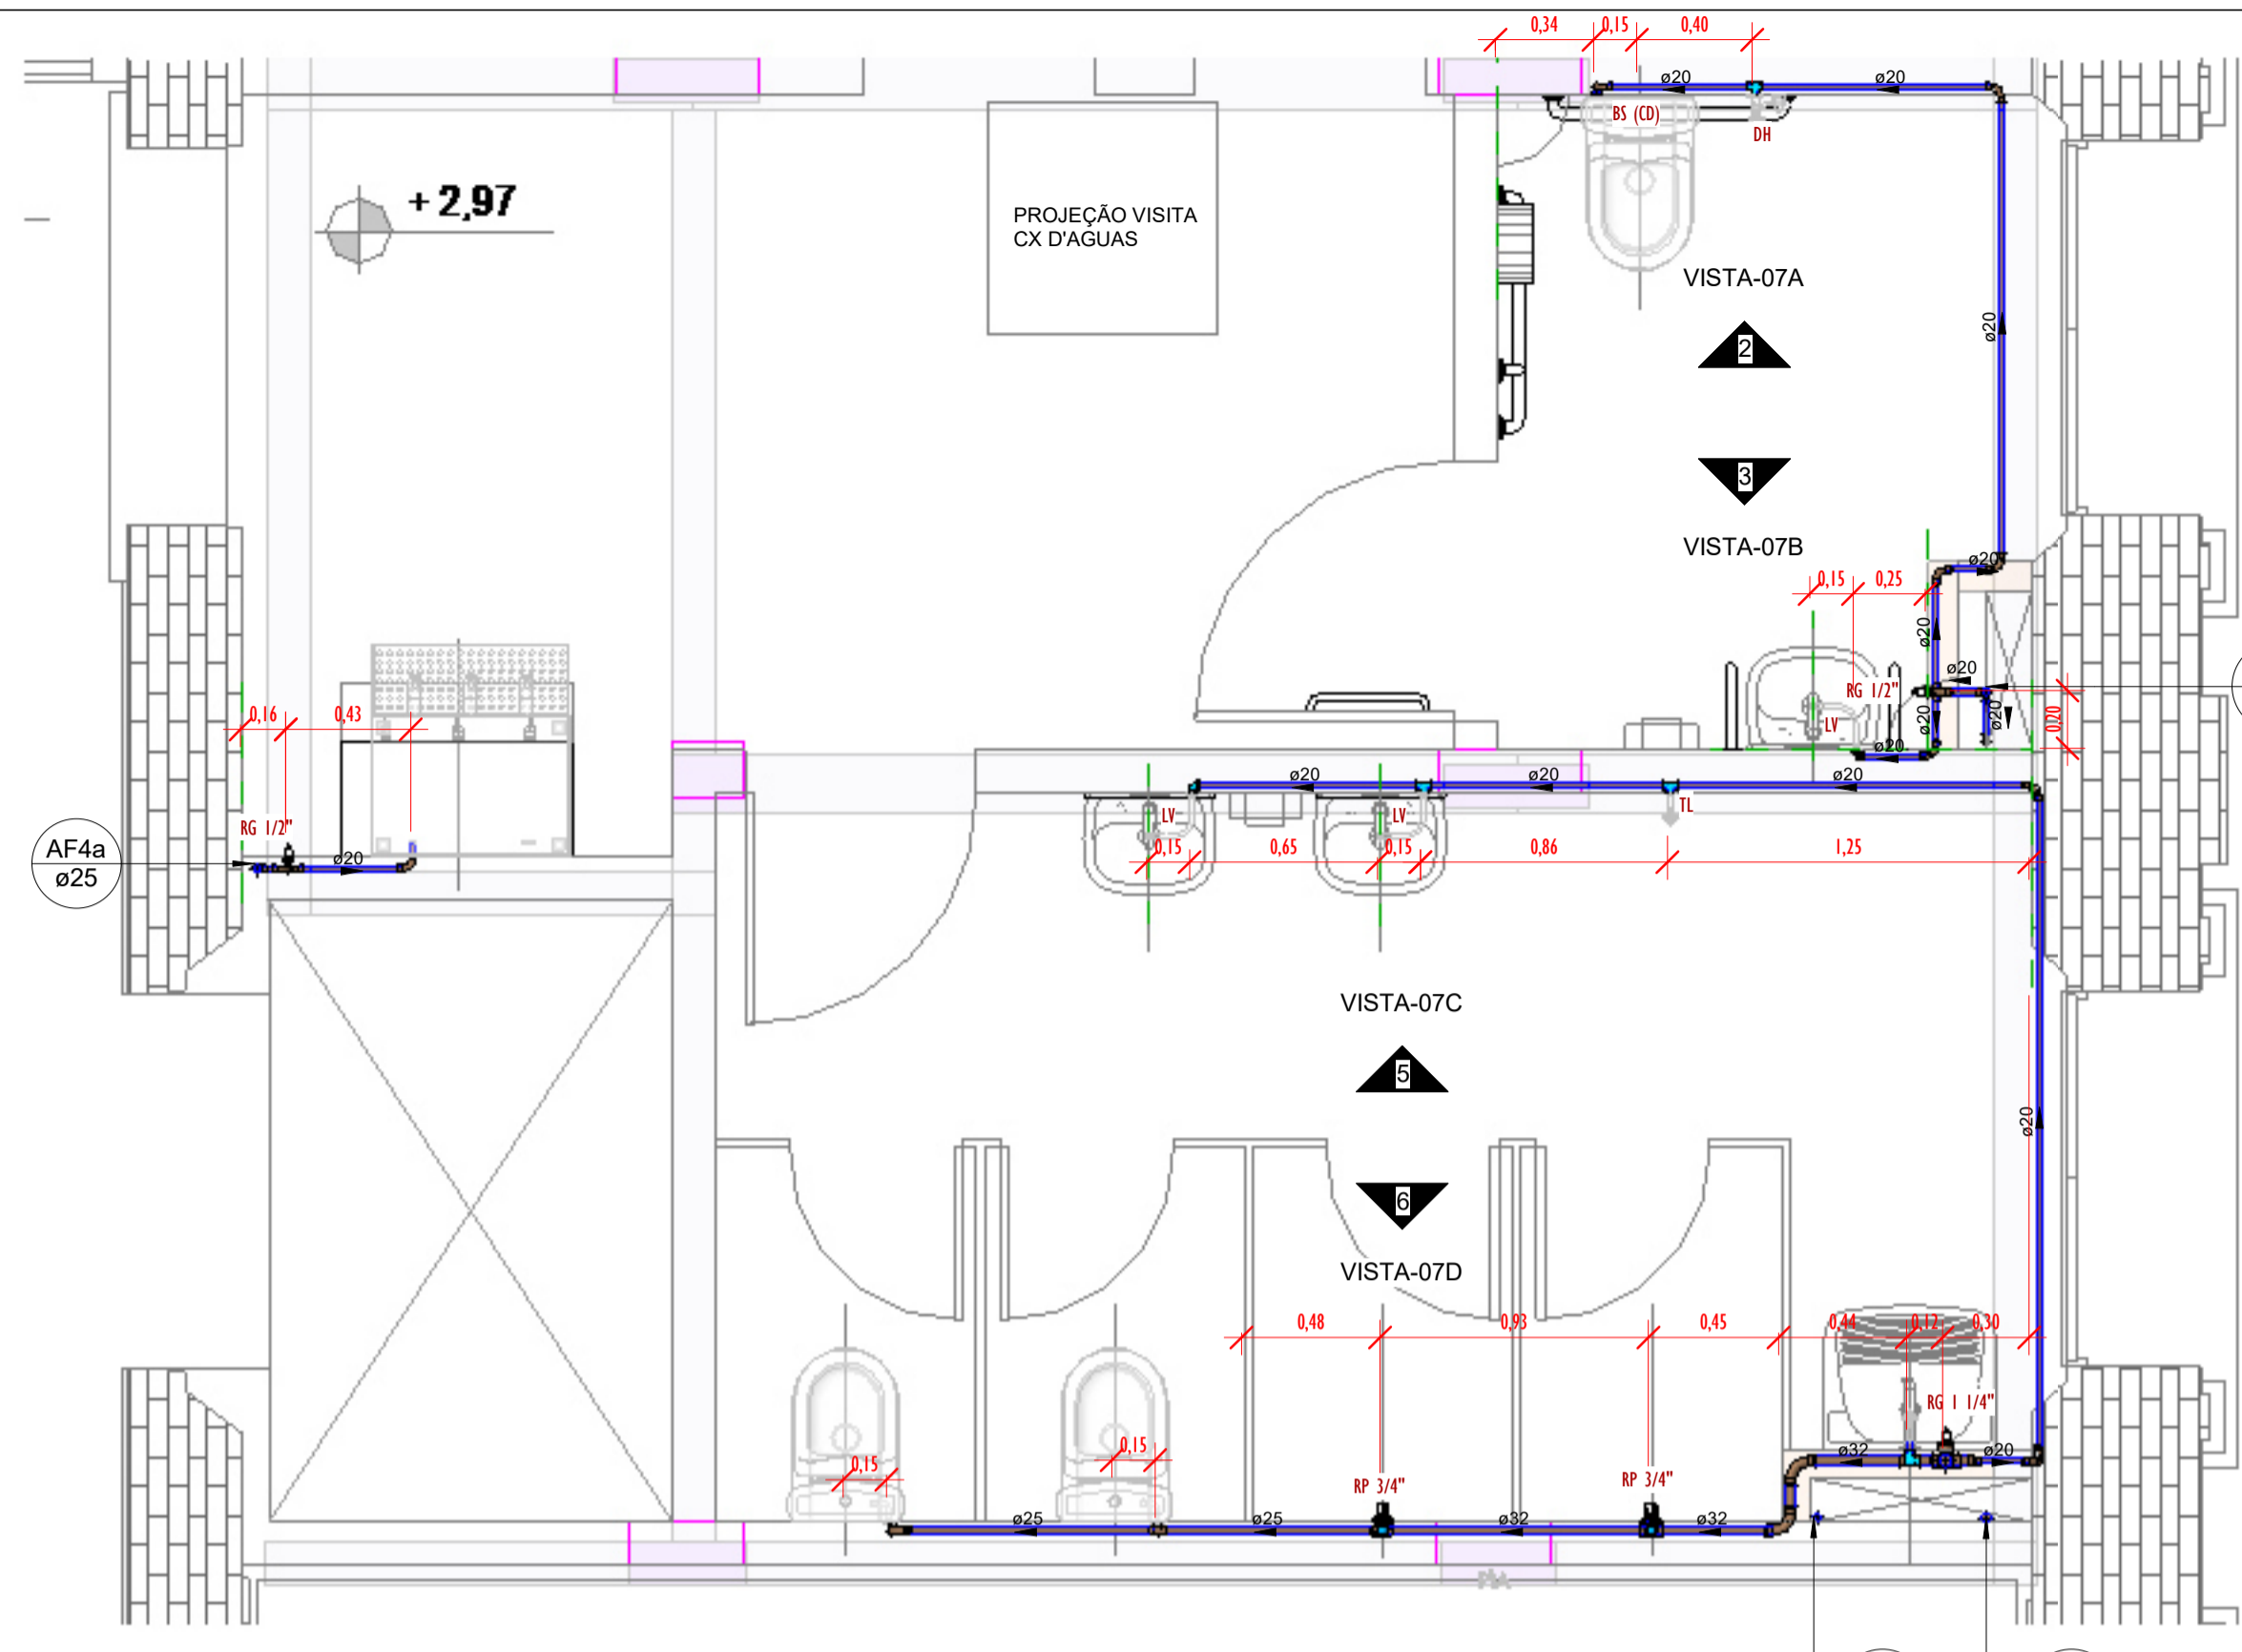 0,34
0,15
0,40
ø20
ø20
BS (CD)
DH
+ 2,97
PROJEÇÃO VISITA
CX D'AGUAS
VISTA-07A
2
ø20
3
VISTA-07B
ø20
0,15
0,25
ø20
ø20
RG 1/2"
LV
ø20
ø20
0,20
ø20
0,16
0,43
RG 1/2"
AF4a
ø25
ø20
ø20
ø20
ø20
LV
LV
TL
0,15
0,65
0,15
0,86
1,25
VISTA-07C
5
ø20
6
VISTA-07D
0,48
0,93
0,45
0,44
0,12
0,30
RG 1 1/4"
0,15
0,15
ø32
ø20
RP 3/4"
RP 3/4"
ø25
ø25
ø32
ø32